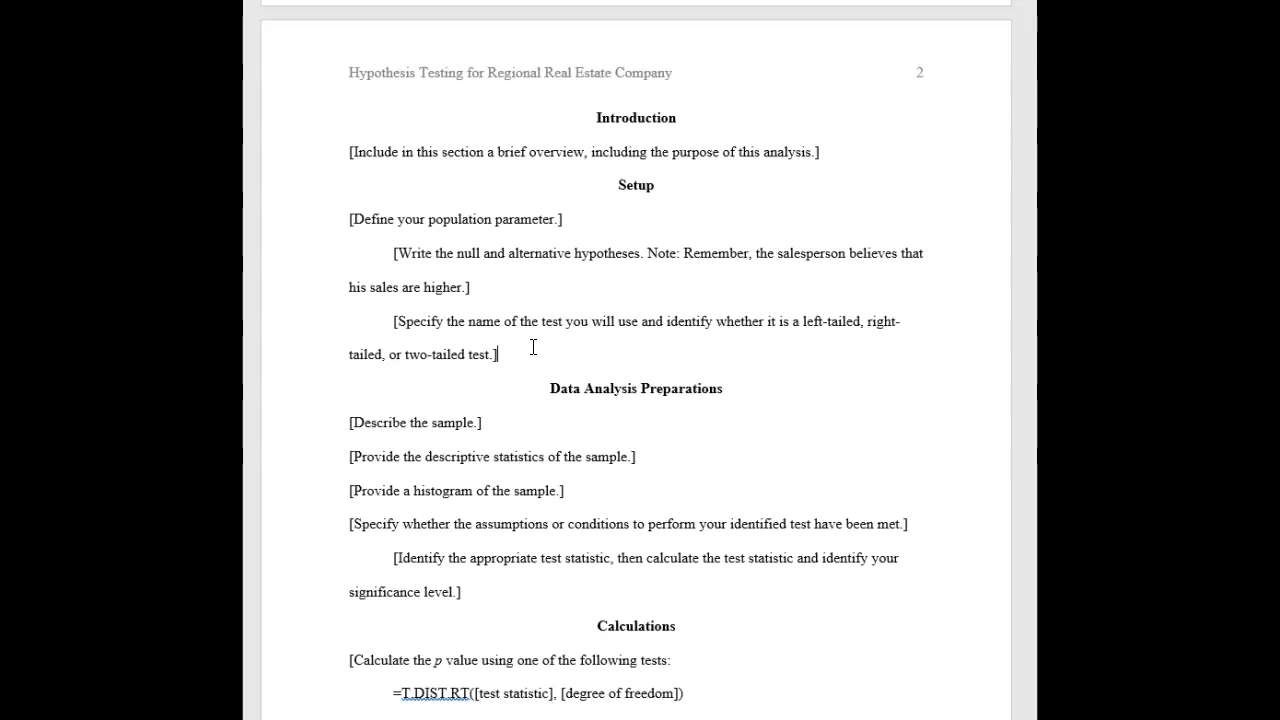 Hypothesis Testing for Regional Real Estate Company 2
Introduction
[Include in this section a brief overview, including the purpose of this analysis.]
Setup
[Define your population parameter.]
[Write the null and alternative hypotheses. Note: Remember, the salesperson believes that
his sales are higher.]
[Specify the name of the test you will use and identify whether it is a left-tailed, right-
tailed, or two-tailed test.]
Data Analysis Preparations
[Describe the sample.]
[Provide the descriptive statistics of the sample.]
[Provide a histogram of the sample.]
[Specify whether the assumptions or conditions to perform your identified test have been met.]
[Identify the appropriate test statistic, then calculate the test statistic and identify your
significance level.]
Calculations
[Calculate the p value using one of the following tests:
=T.DIST.RT([test statistic], [degree of freedom])